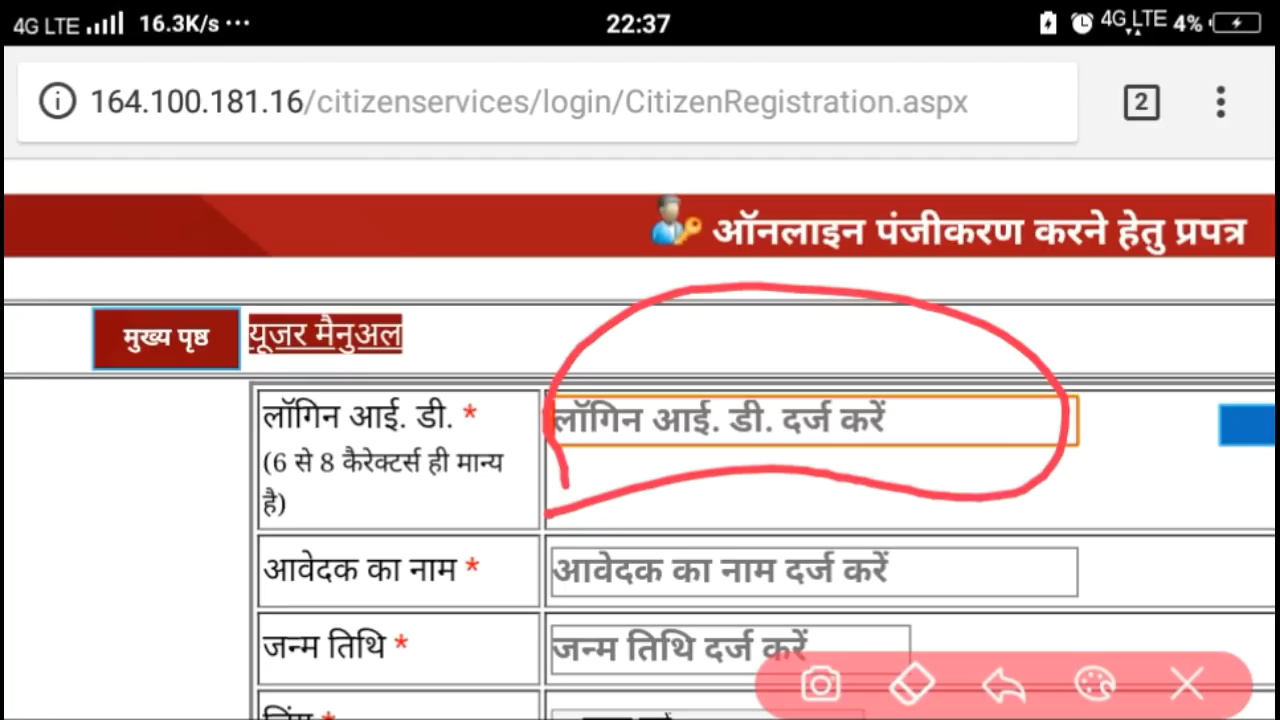 4G LTE 16.3K/s ··· 22:37 4G LTE 4%
164.100.181.16/citizenservices/login/CitizenRegistration.aspx 2
ऑनलाइन पंजीकरण करने हेतु प्रपत्र
मुख्य पृष्ठ यूजर मैनुअल
लॉगिन आई. डी. * लॉगिन आई. डी. दर्ज करें
(6 से 8 कैरेक्टर्स ही मान्य
है)
आवेदक का नाम * आवेदक का नाम दर्ज करें
जन्म तिथि * जन्म तिथि दर्ज करें